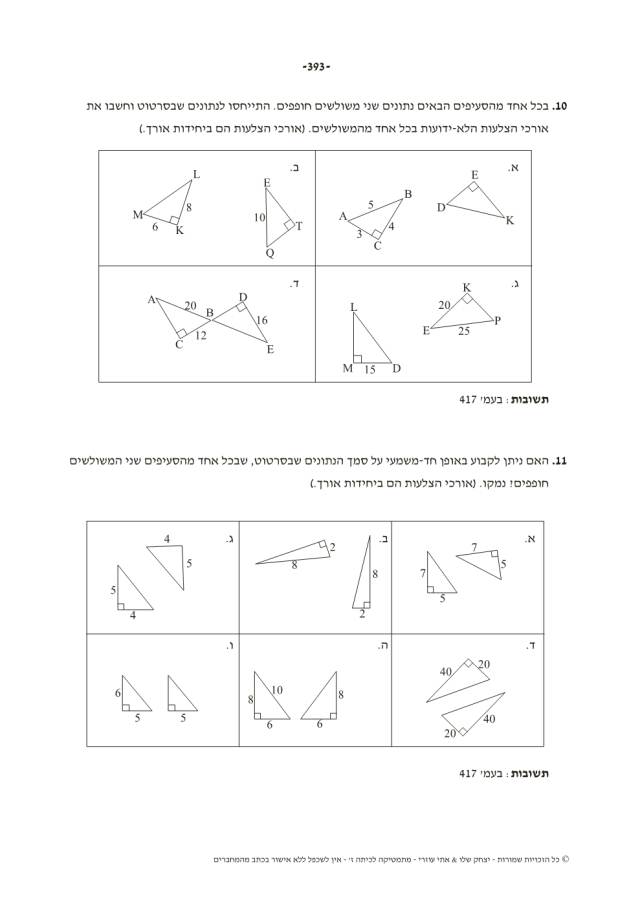 -393-
10. בכל אחד מהסעיפים הבאים נתונים שני משולשים חופפים. התייחסו לנתונים שבסרטוט וחשבו את
אורכי הצלעות הלא-ידועות בכל אחד מהמשולשים. (אורכי הצלעות הם ביחידות אורך.)
א.
A
B
C
5
3
4
E
D
K
ב.
L
M
K
8
6
E
T
Q
10
ג.
L
M
D
15
K
E
P
20
25
ד.
A
20
B
D
C
12
16
E
תשובות: בעמ' 417
11. האם ניתן לקבוע באופן חד-משמעי על סמך הנתונים שבסרטוט, שבכל אחד מהסעיפים שני המשולשים
חופפים? נמקו. (אורכי הצלעות הם ביחידות אורך.)
א.
7
5
7
5
ב.
2
8
8
2
ג.
4
5
5
4
ד.
40
20
40
20
ה.
8
10
6
8
6
ו.
6
5
5
תשובות: בעמ' 417
© כל הזכויות שמורות - יצחק שלו & אתי עוזרי - מתמטיקה לכיתה ז' - אין לשכפל ללא אישור בכתב מהמחברים